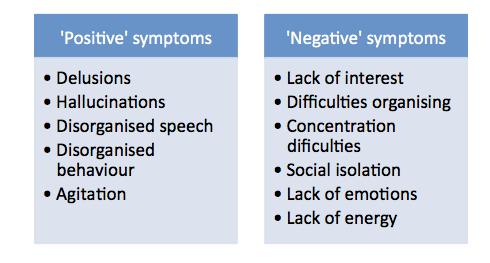 'Positive' symptoms
• Delusions
• Hallucinations
• Disorganised speech
• Disorganised
behaviour
• Agitation
'Negative' symptoms
• Lack of interest
• Difficulties organising
• Concentration
dificulties
• Social isolation
• Lack of emotions
• Lack of energy